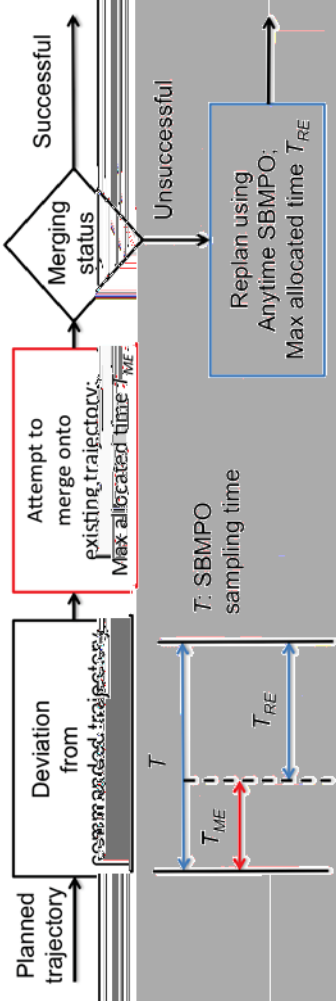 Planned
trajectory
Deviation
from
commanded trajectory
Attempt to
merge onto
existing trajectory;
Max allocated time T_ME
Merging
status
Successful
Unsuccessful
Replan using
Anytime SBMPO;
Max allocated time T_RE
T
T_ME
T_RE
T: SBMPO
sampling time